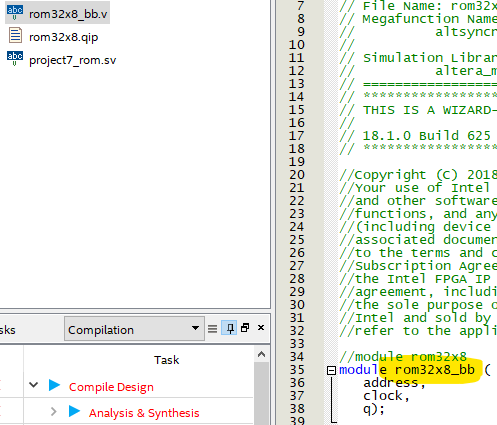 rom32x8_bb.v
rom32x8.qip
project7_rom.sv
sks
Compilation
Task
Compile Design
Analysis & Synthesis
7 // File Name: rom32x
8 // Megafunction Name
9 // altsyncr
10 //
11 // Simulation Librar
12 // altera_m
13 // ====================
14 // ********************
15 // THIS IS A WIZARD-
16 //
17 // 18.1.0 Build 625
18 // ********************
19
20 //Copyright (C) 2018
21 //Your use of Intel
22 //and other software
23 //functions, and any
24 //(including device
25 //associated documen
26 //to the terms and c
27 //Subscription Agree
28 //the Intel FPGA IP
29 //agreement, includi
30 //the sole purpose o
31 //Intel and sold by
32 //refer to the appli
33
34 //module rom32x8
35 module rom32x8_bb (
36 address,
37 clock,
38 q);
39